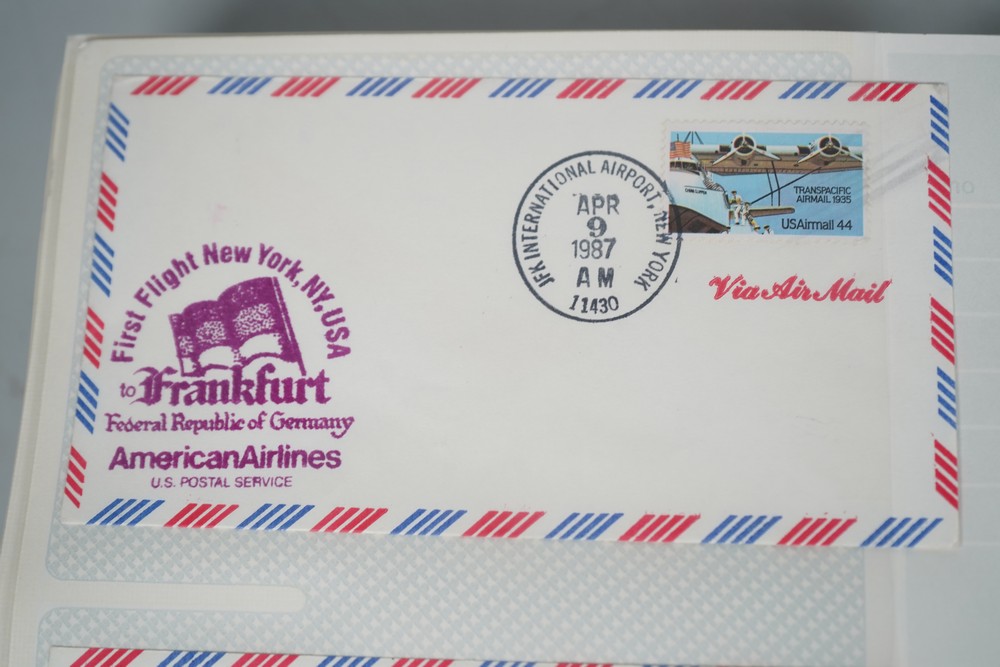 First Flight New York, NY, USA
to Frankfurt
Federal Republic of Germany
AmericanAirlines
U.S. POSTAL SERVICE
JFK INTERNATIONAL AIRPORT, NEW YORK
APR
9
1987
AM
11430
TRANSPACIFIC
AIRMAIL 1935
USAirmail 44
Via Air Mail